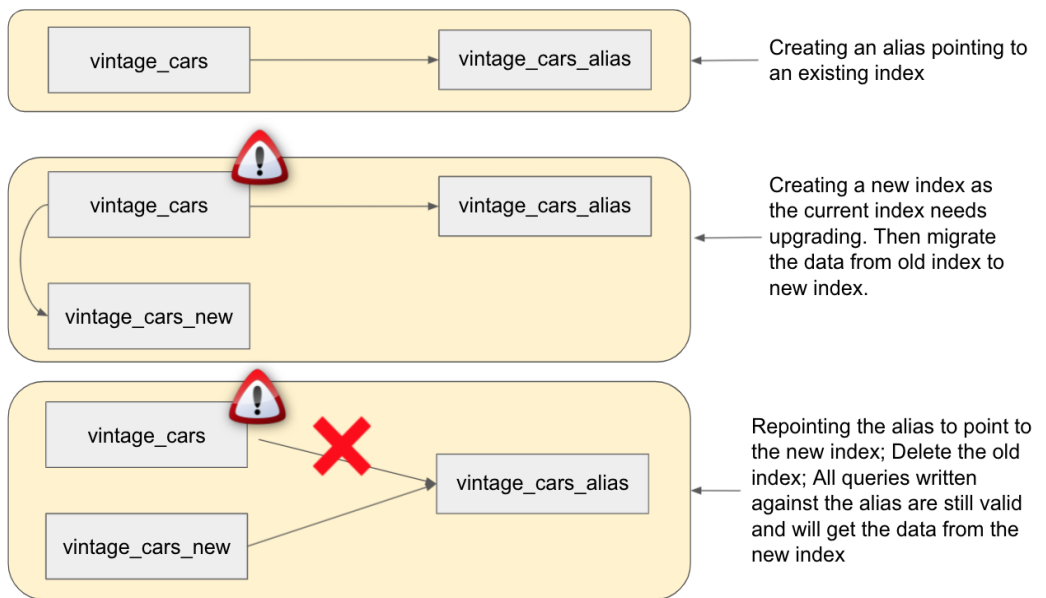 vintage_cars
vintage_cars_alias
Creating an alias pointing to
an existing index
vintage_cars
vintage_cars_alias
vintage_cars_new
Creating a new index as
the current index needs
upgrading. Then migrate
the data from old index to
new index.
vintage_cars
vintage_cars_alias
vintage_cars_new
Repointing the alias to point to
the new index; Delete the old
index; All queries written
against the alias are still valid
and will get the data from the
new index